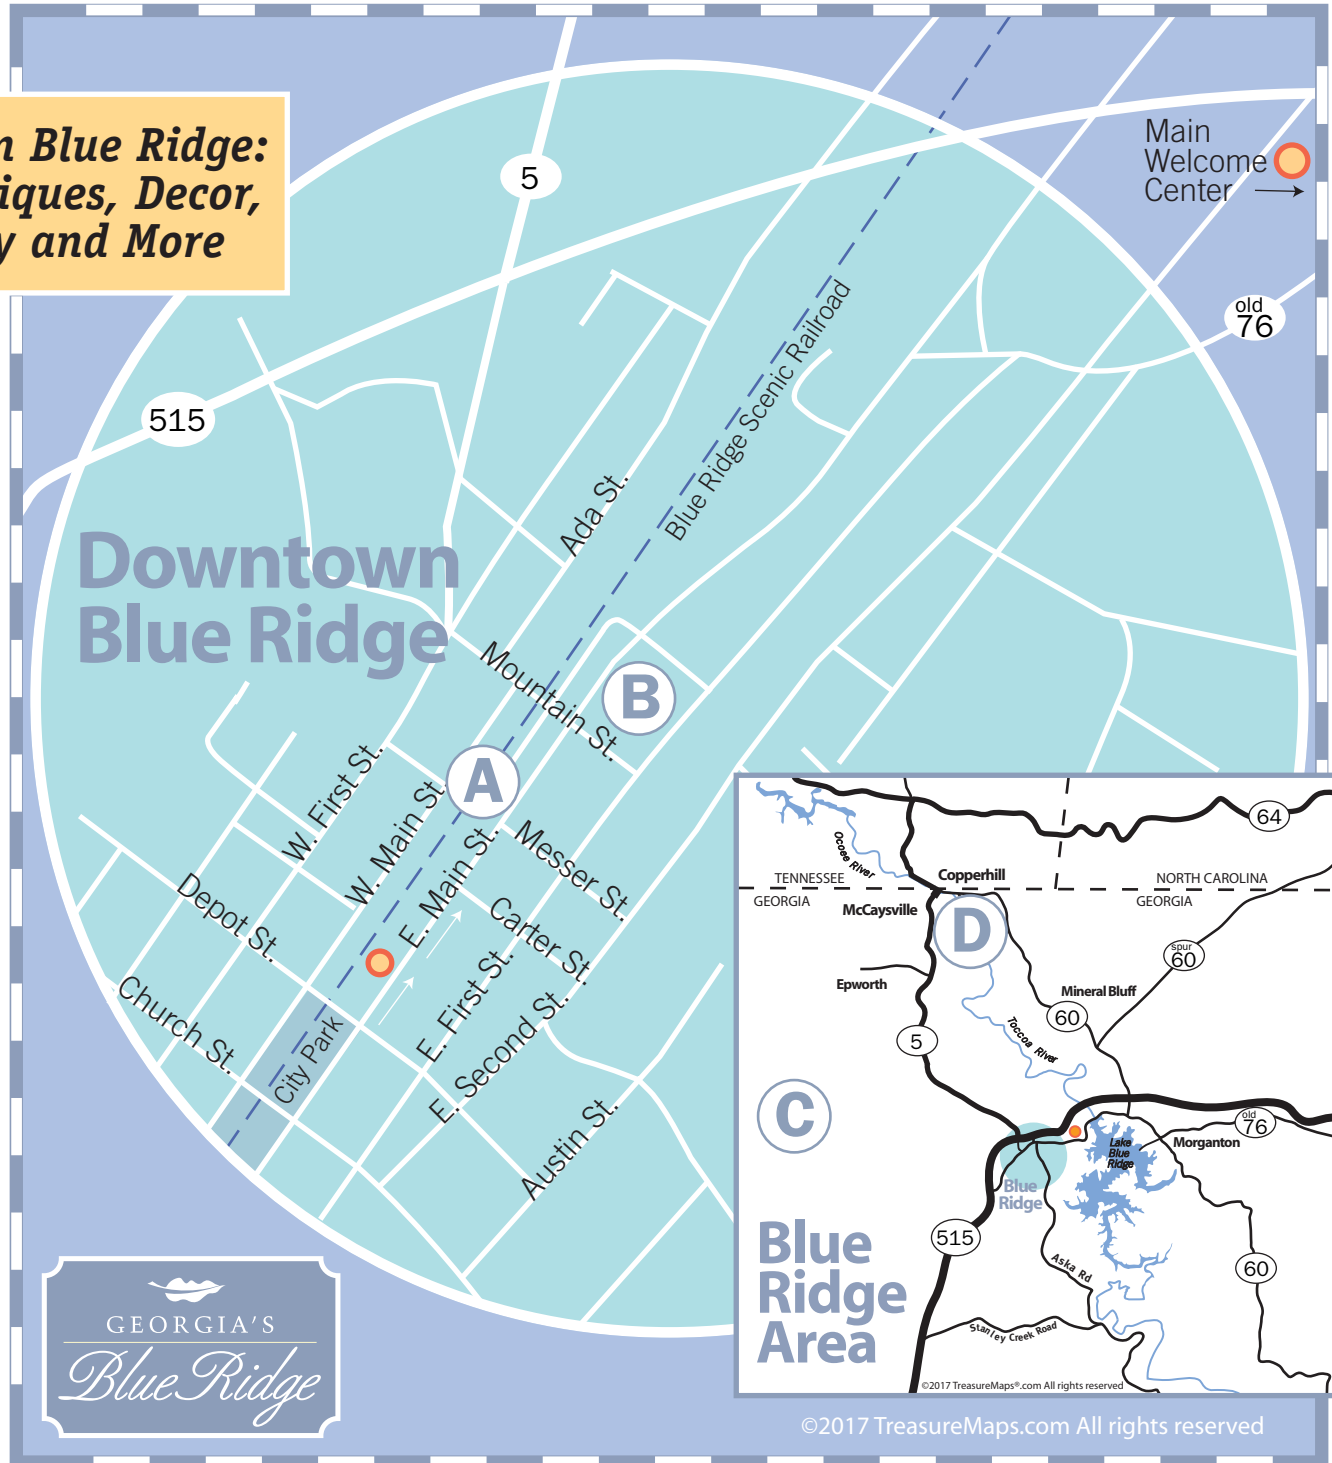 Blue Ridge:
Decor,
and More
5
Main
Welcome
Center
old
76
515
Blue Ridge Scenic Railroad
Ada St.
Downtown
Blue Ridge
Mountain St.
B
A
W. First St.
W. Main St.
E. Main St.
Messer St.
Carter St.
Depot St.
Church St.
City Park
E. First St.
E. Second St.
Austin St.
64
Ocoee River
TENNESSEE
Copperhill
NORTH CAROLINA
GEORGIA
McCaysville
GEORGIA
D
spur
60
Epworth
Mineral Bluff
60
5
Toccoa River
C
old
76
Lake
Blue
Ridge
Morganton
Blue
Ridge
515
Aska Rd
60
Blue
Ridge
Area
Stanley Creek Road
©2017 TreasureMaps®.com All rights reserved
GEORGIA'S
Blue Ridge
©2017 TreasureMaps.com All rights reserved